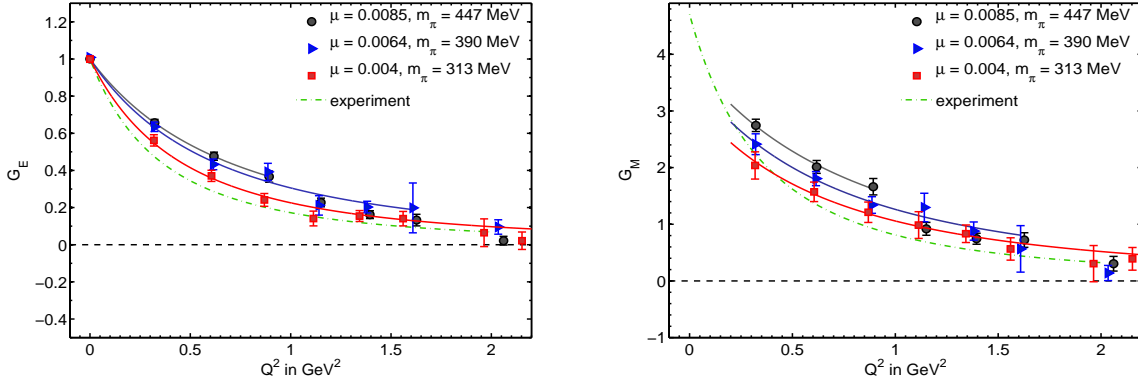 1.2
1
0.8
0.6
0.4
0.2
0
−0.2
−0.4
G_E
0
0.5
1
1.5
2
Q² in GeV²
μ = 0.0085, m_π = 447 MeV
μ = 0.0064, m_π = 390 MeV
μ = 0.004, m_π = 313 MeV
experiment
4
3
2
1
0
−1
G_M
0
0.5
1
1.5
2
Q² in GeV²
μ = 0.0085, m_π = 447 MeV
μ = 0.0064, m_π = 390 MeV
μ = 0.004, m_π = 313 MeV
experiment